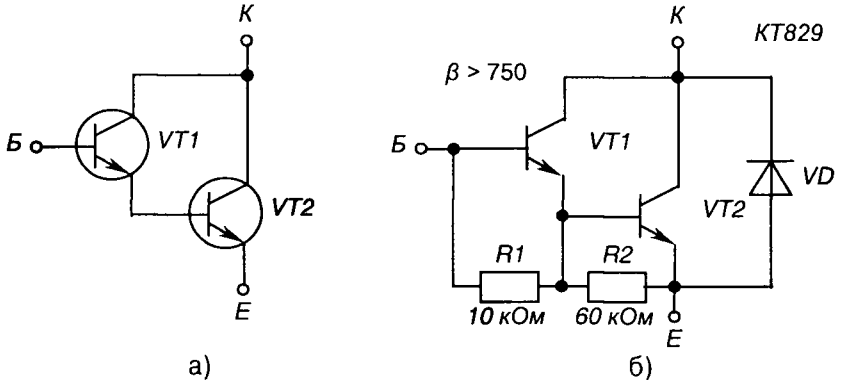 К
Б
VT1
VT2
Е
а)
К
КТ829
β > 750
Б
VT1
VT2
VD
R1
R2
10 кОм
60 кОм
Е
б)